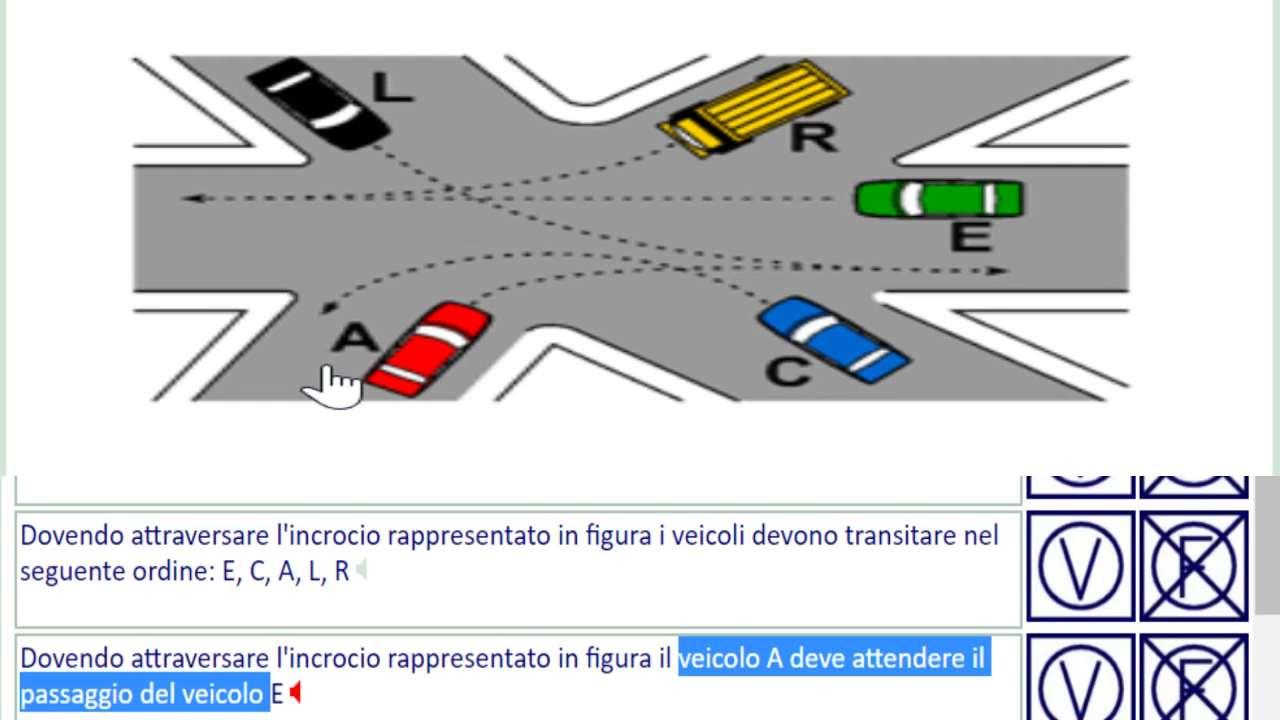 L
R
E
A
C
Dovendo attraversare l'incrocio rappresentato in figura i veicoli devono transitare nel
seguente ordine: E, C, A, L, R
V F
Dovendo attraversare l'incrocio rappresentato in figura il veicolo A deve attendere il
passaggio del veicolo E
V F